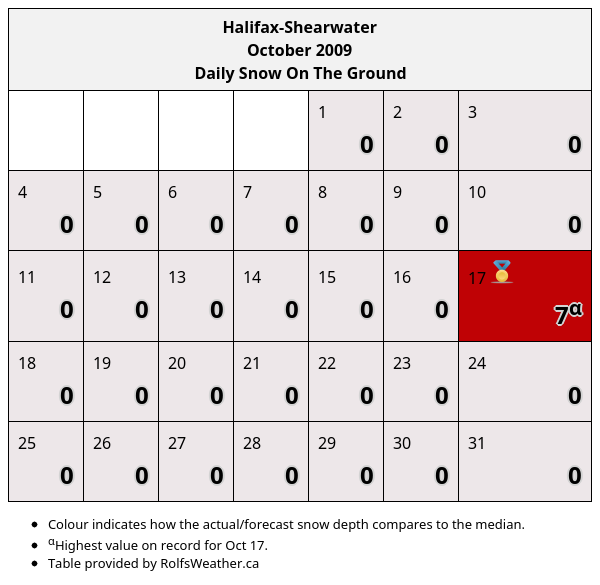 Halifax-Shearwater
October 2009
Daily Snow On The Ground
1 2 3
0 0 0
4 5 6 7 8 9 10
0 0 0 0 0 0 0
11 12 13 14 15 16 17
0 0 0 0 0 0 7α
18 19 20 21 22 23 24
0 0 0 0 0 0 0
25 26 27 28 29 30 31
0 0 0 0 0 0 0
• Colour indicates how the actual/forecast snow depth compares to the median.
• αHighest value on record for Oct 17.
• Table provided by RolfsWeather.ca